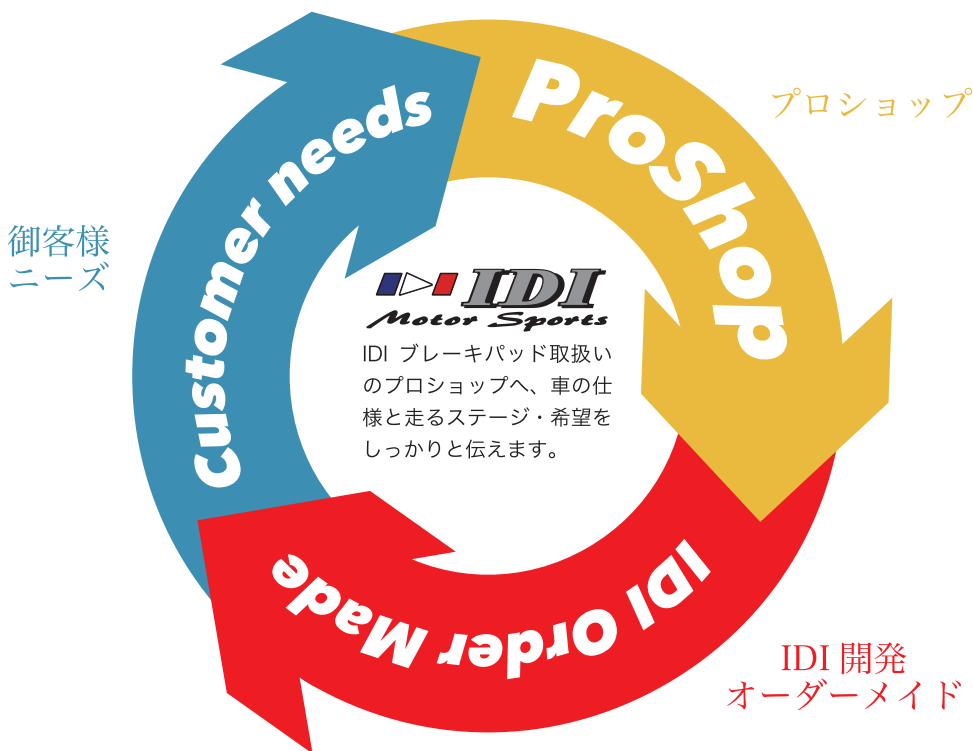 Customer needs
ProShop
プロショップ
御客様
ニーズ
IDI
Motor Sports
IDI ブレーキパッド取扱い
のプロショップへ、車の仕
様と走るステージ・希望を
しっかりと伝えます。
IDI Order Made
IDI 開発
オーダーメイド